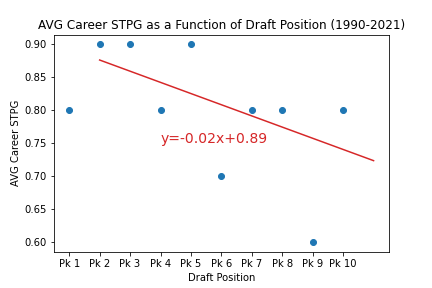 AVG Career STPG as a Function of Draft Position (1990-2021)
AVG Career STPG
0.90
0.85
0.80
0.75
0.70
0.65
0.60
y=-0.02x+0.89
Pk 1 Pk 2 Pk 3 Pk 4 Pk 5 Pk 6 Pk 7 Pk 8 Pk 9 Pk 10
Draft Position